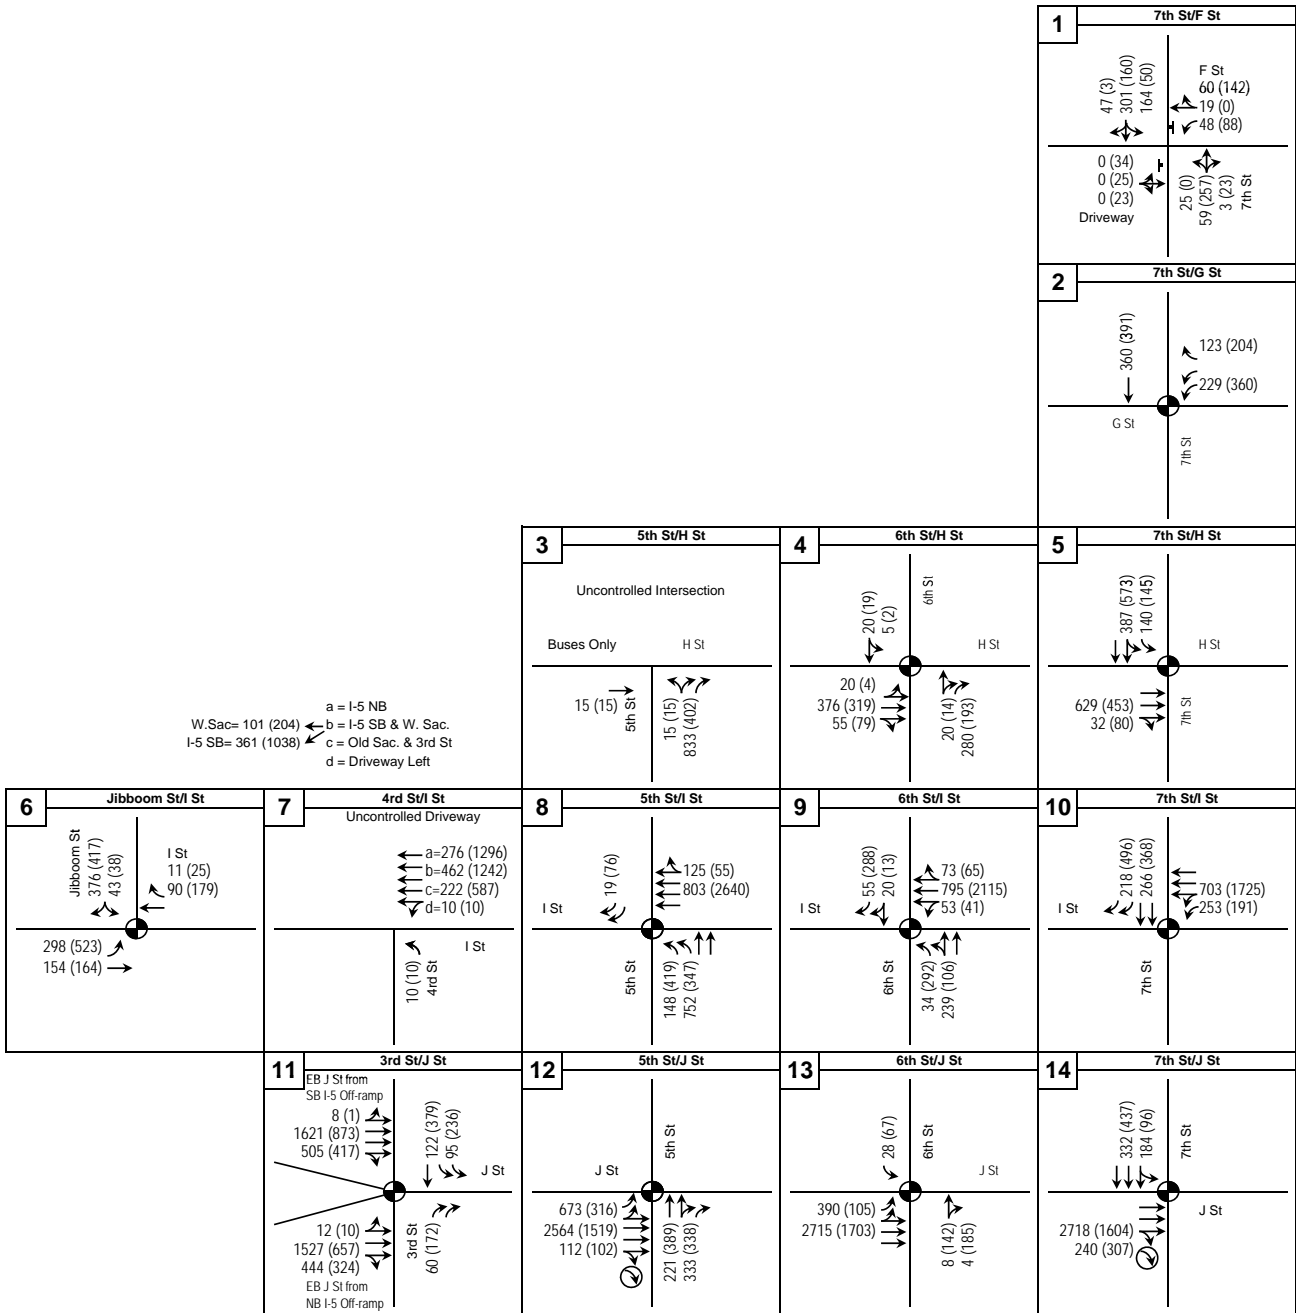 1
7th St/F St
47 (3)
301 (160)
164 (50)
F St
60 (142)
19 (0)
48 (88)
0 (34)
0 (25)
0 (23)
Driveway
25 (0)
59 (257)
3 (23)
7th St
2
7th St/G St
360 (391)
123 (204)
229 (360)
G St
7th St
3
5th St/H St
Uncontrolled Intersection
Buses Only
H St
15 (15)
5th St
15 (15)
833 (402)
4
6th St/H St
20 (19)
5 (2)
6th St
H St
20 (4)
376 (319)
55 (79)
20 (14)
280 (193)
5
7th St/H St
387 (573)
140 (145)
H St
629 (453)
32 (80)
7th St
a = I-5 NB
W.Sac= 101 (204) b = I-5 SB & W. Sac.
I-5 SB= 361 (1038) c = Old Sac. & 3rd St
d = Driveway Left
6
Jibboom St/I St
Jibboom St
376 (417)
43 (38)
I St
11 (25)
90 (179)
298 (523)
154 (164)
7
4rd St/I St
Uncontrolled Driveway
a=276 (1296)
b=462 (1242)
c=222 (587)
d=10 (10)
I St
10 (10)
4rd St
8
5th St/I St
19 (76)
125 (55)
803 (2640)
I St
5th St
148 (419)
752 (347)
9
6th St/I St
55 (288)
20 (13)
73 (65)
795 (2115)
53 (41)
I St
6th St
34 (292)
239 (106)
10
7th St/I St
218 (496)
266 (368)
703 (1725)
253 (191)
I St
7th St
11
3rd St/J St
EB J St from
SB I-5 Off-ramp
8 (1)
1621 (873)
505 (417)
122 (379)
95 (236)
J St
12 (10)
1527 (657)
444 (324)
3rd St
60 (172)
EB J St from
NB I-5 Off-ramp
12
5th St/J St
5th St
J St
673 (316)
2564 (1519)
112 (102)
221 (389)
333 (338)
13
6th St/J St
28 (67)
6th St
J St
390 (105)
2715 (1703)
8 (142)
4 (185)
14
7th St/J St
332 (437)
184 (96)
7th St
J St
2718 (1604)
240 (307)